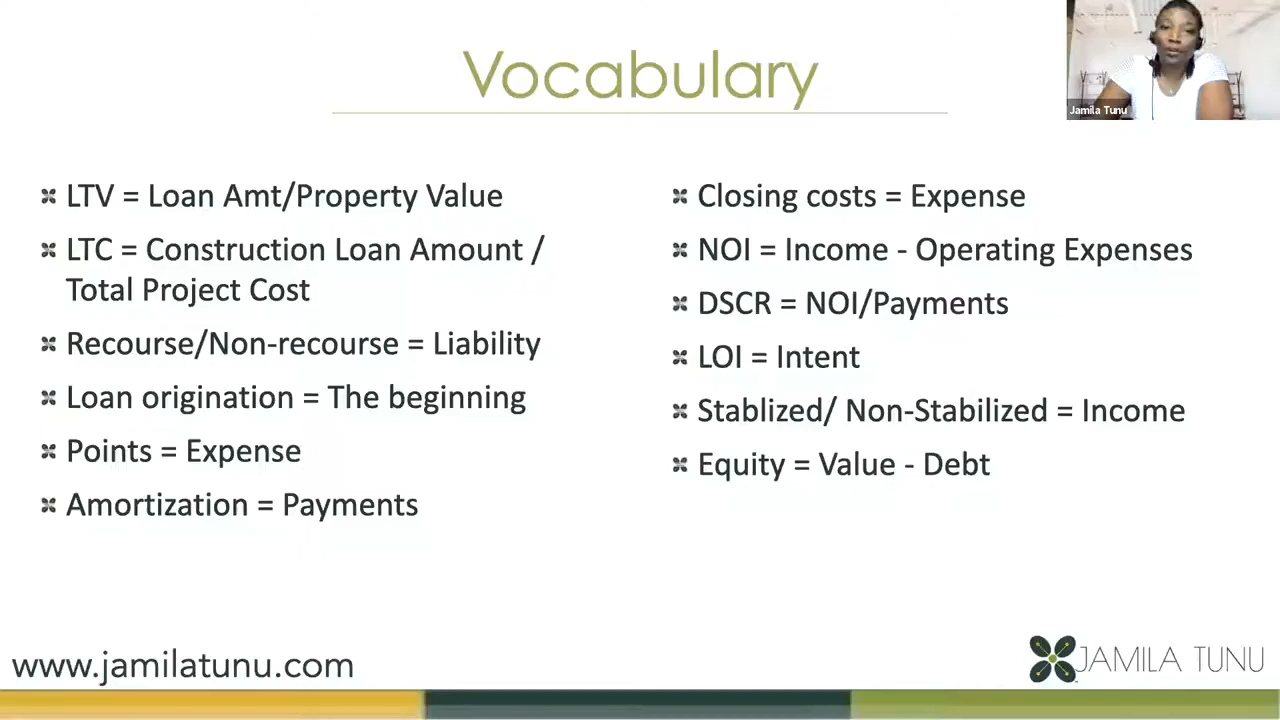 Vocabulary
Jamila Tunu
LTV = Loan Amt/Property Value
LTC = Construction Loan Amount /
Total Project Cost
Recourse/Non-recourse = Liability
Loan origination = The beginning
Points = Expense
Amortization = Payments
Closing costs = Expense
NOI = Income - Operating Expenses
DSCR = NOI/Payments
LOI = Intent
Stablized/ Non-Stabilized = Income
Equity = Value - Debt
www.jamilatunu.com
JAMILA TUNU